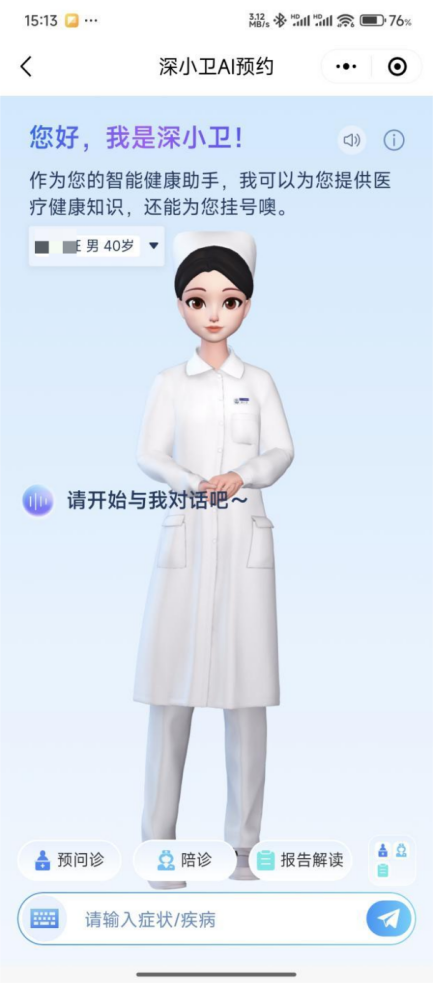 15:13
3.12 MB/s
HD HD
76%
深小卫AI预约
您好，我是深小卫！
作为您的智能健康助手，我可以为您提供医
疗健康知识，还能为您挂号噢。
男 40岁
请开始与我对话吧～
预问诊
陪诊
报告解读
请输入症状/疾病